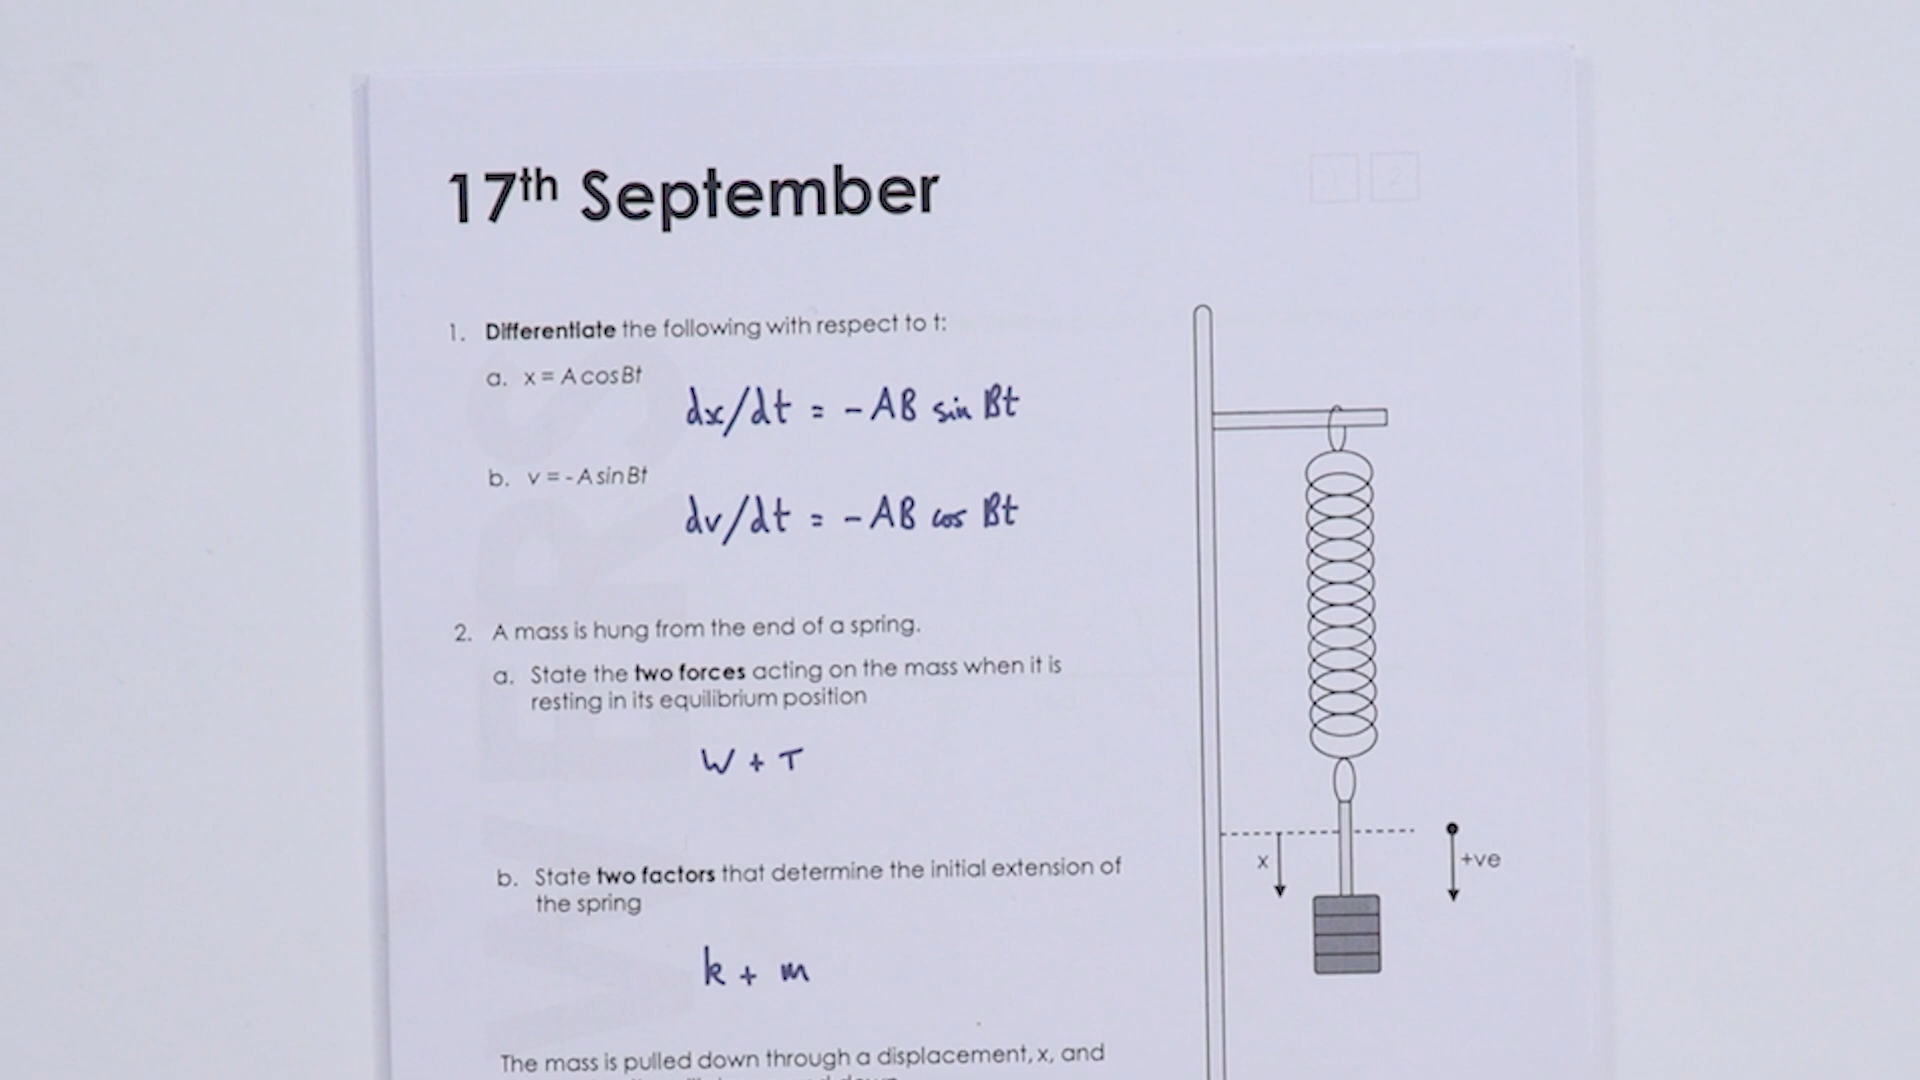 17th September
1 2
1. Differentiate the following with respect to t:
a. x = A cos Bt
dx/dt = - AB sin Bt
b. v = - A sin Bt
dv/dt = - AB cos Bt
2. A mass is hung from the end of a spring.
a. State the two forces acting on the mass when it is
resting in its equilibrium position
W + T
b. State two factors that determine the initial extension of
the spring
k + m
x
+ve
The mass is pulled down through a displacement, x, and